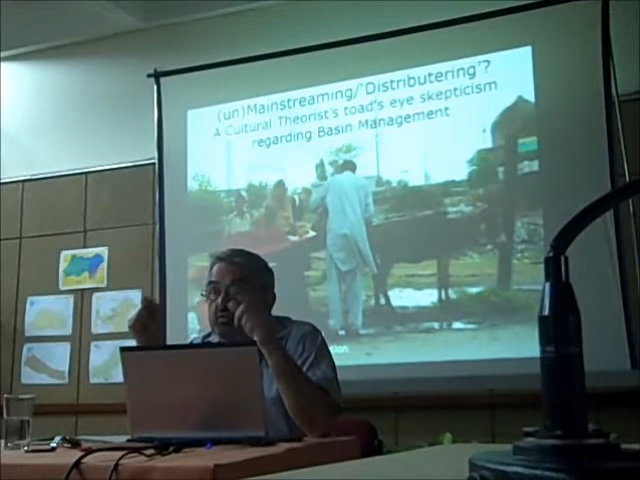 (un)Mainstreaming/"Distributering"?
A Cultural Theorist's toad's eye skepticism
regarding Basin Management